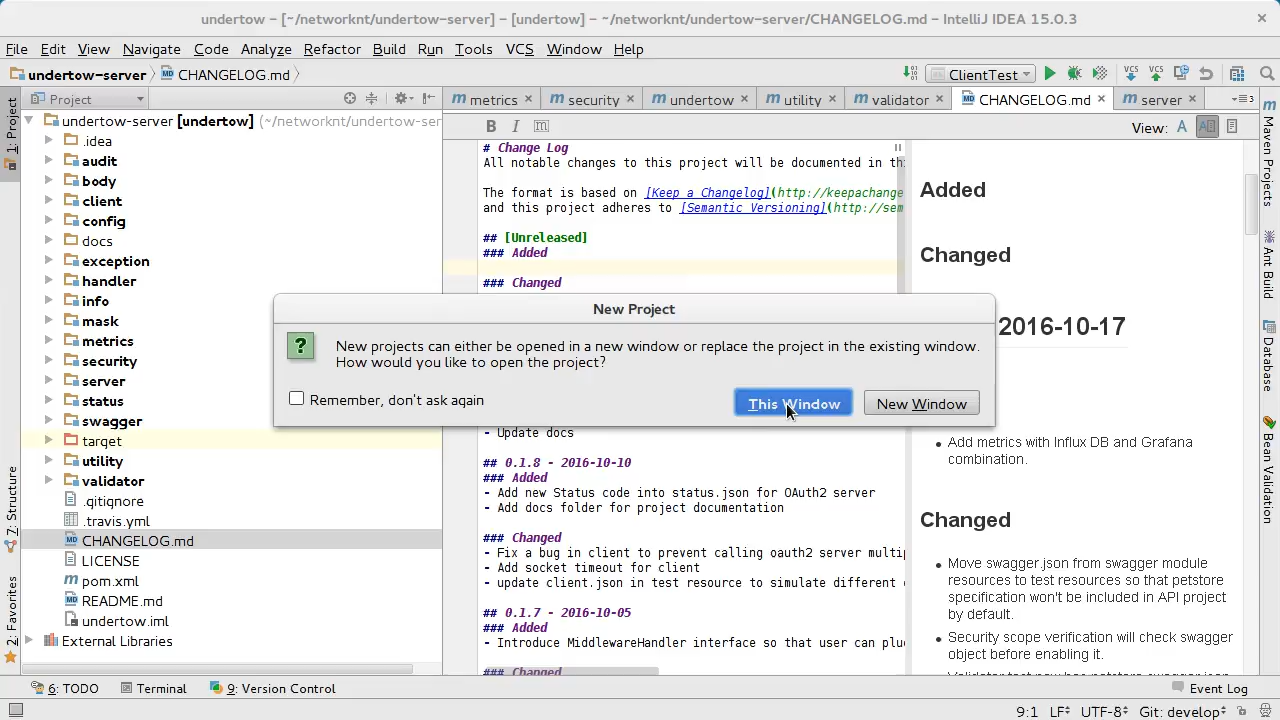 undertow – [~/networknt/undertow-server] – [undertow] – ~/networknt/undertow-server/CHANGELOG.md – IntelliJ IDEA 15.0.3
File Edit View Navigate Code Analyze Refactor Build Run Tools VCS Window Help
undertow-server CHANGELOG.md ClientTest VCS VCS
Project
metrics security undertow utility validator CHANGELOG.md server
1: Project
7: Structure
2: Favorites
undertow-server [undertow] (~/networknt/undertow-ser
.idea
audit
body
client
config
docs
exception
handler
info
mask
metrics
security
server
status
swagger
target
utility
validator
.gitignore
.travis.yml
CHANGELOG.md
LICENSE
pom.xml
README.md
undertow.iml
External Libraries
B I m View: A
# Change Log
All notable changes to this project will be documented in th
The format is based on [Keep a Changelog](http://keepachange
and this project adheres to [Semantic Versioning](http://sem
## [Unreleased]
### Added
### Changed
New Project
New projects can either be opened in a new window or replace the project in the existing window.
How would you like to open the project?
Remember, don't ask again
This Window New Window
- Update docs
## 0.1.8 - 2016-10-10
### Added
- Add new Status code into status.json for OAuth2 server
- Add docs folder for project documentation
### Changed
- Fix a bug in client to prevent calling oauth2 server multip
- Add socket timeout for client
- update client.json in test resource to simulate different
## 0.1.7 - 2016-10-05
### Added
- Introduce MiddlewareHandler interface so that user can plug
### Changed
Added
Changed
2016-10-17
• Add metrics with Influx DB and Grafana
combination.
Changed
• Move swagger.json from swagger module
resources to test resources so that petstore
specification won't be included in API project
by default.
• Security scope verification will check swagger
object before enabling it.
Maven Projects
Ant Build
Database
Bean Validation
6: TODO Terminal 9: Version Control Event Log
9:1 LF UTF-8 Git: develop